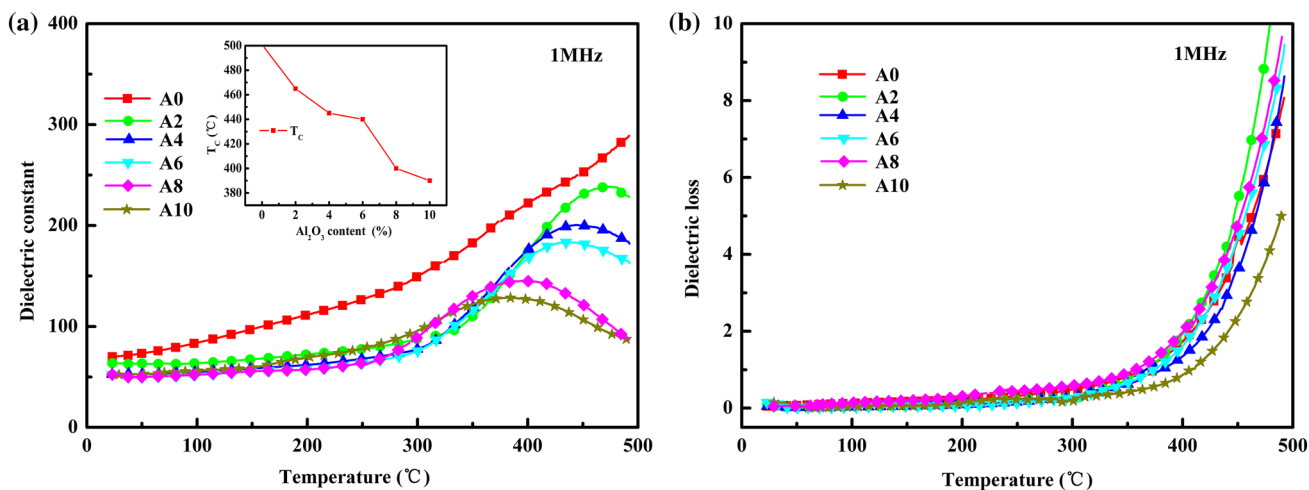 (a)
400
300
200
100
0
Dielectric constant
0 100 200 300 400 500
Temperature (℃)
1MHz
A0
A2
A4
A6
A8
A10
500
480
460
440
420
400
380
T_C (℃)
T_C
0 2 4 6 8 10
Al₂O₃ content (%)
(b)
10
8
6
4
2
0
Dielectric loss
0 100 200 300 400 500
Temperature (℃)
1MHz
A0
A2
A4
A6
A8
A10